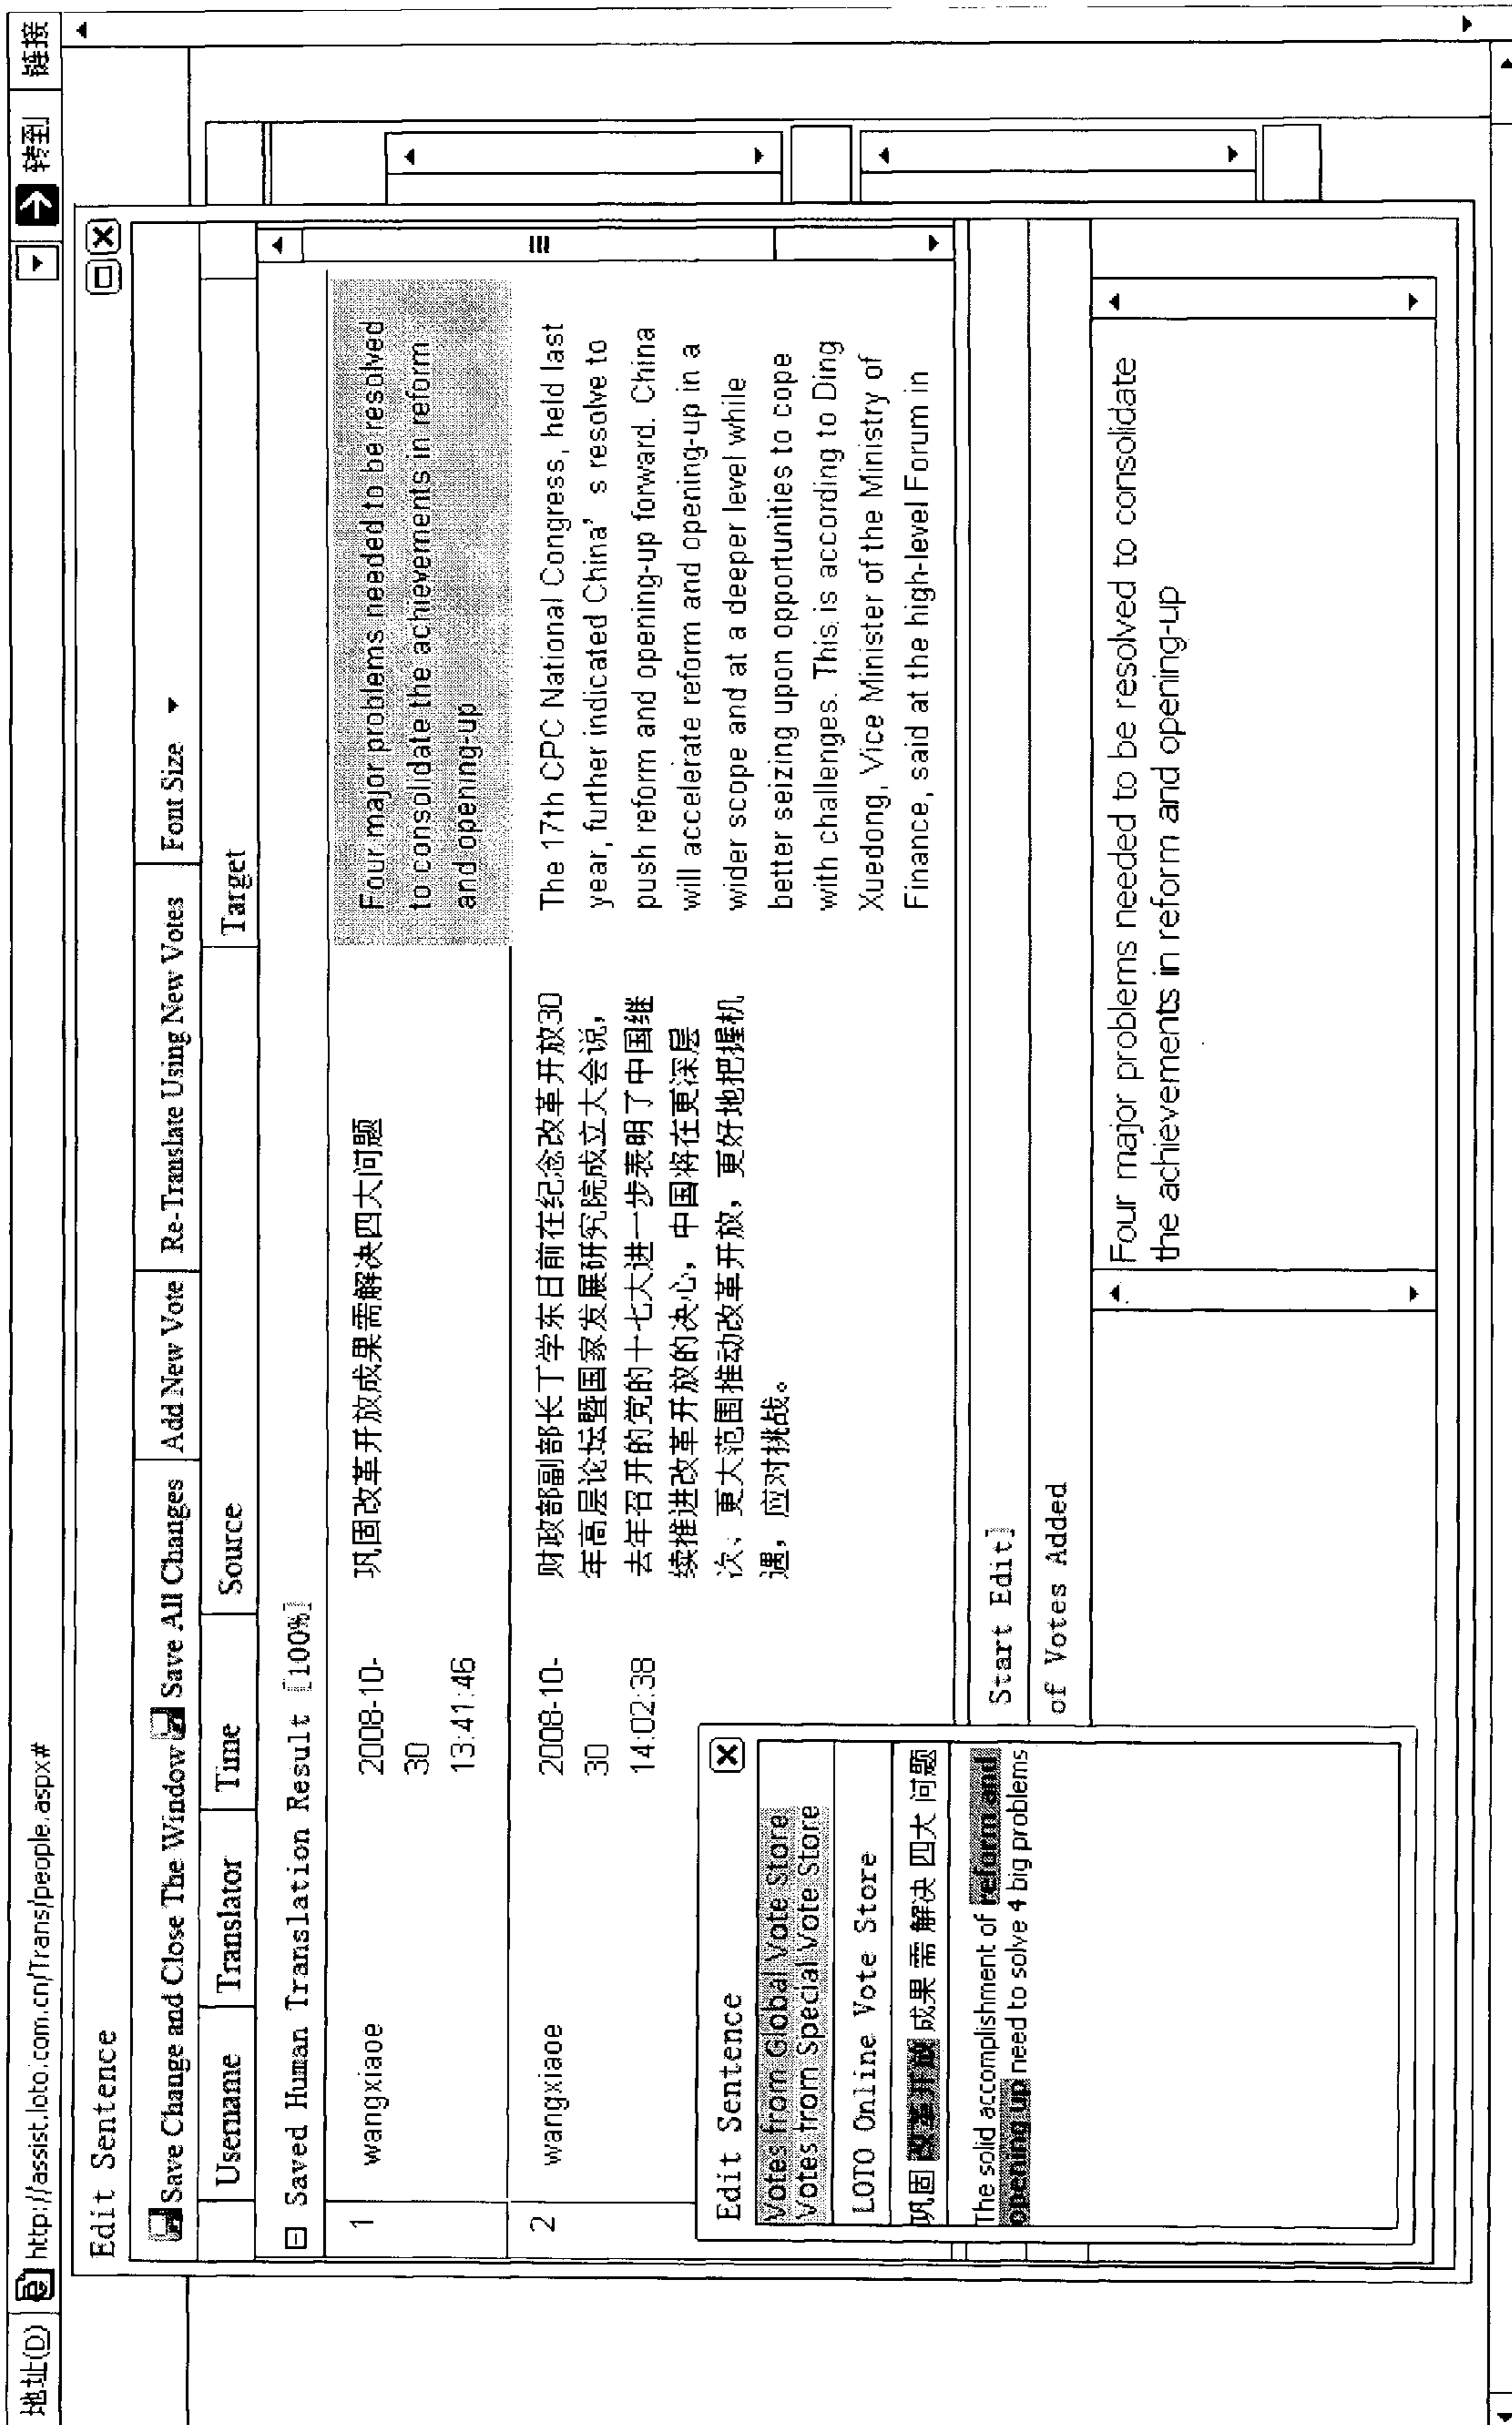 地址(D) http://assist.loto.com.cn/Trans/people.aspx# 转到 链接
Edit Sentence
Save Change and Close The Window Save All Changes Add New Vote Re-Translate Using New Votes Font Size
Username Translator Time Source Target
Saved Human Translation Result [100%]
1 wangxiaoe 2008-10- 巩固改革开放成果需解决四大问题 Four major problems needed to be resolved
30 to consolidate the achievements in reform
13:41:46 and opening-up
2 wangxiaoe 2008-10- 财政部副部长丁学东日前在纪念改革开放30 The 17th CPC National Congress, held last
30 年高层论坛暨国家发展研究院成立大会说, year, further indicated China' s resolve to
14:02:38 去年召开的党的十七大进一步表明了中国继 push reform and opening-up forward. China
续推进改革开放的决心,中国将在更深层 will accelerate reform and opening-up in a
次、更大范围推动改革开放,更好地把握机 wider scope and at a deeper level while
遇,应对挑战。 better seizing upon opportunities to cope
with challenges. This is according to Ding
Xuedong, Vice Minister of the Ministry of
Finance, said at the high-level Forum in
Start Edit]
of Votes Added
Four major problems needed to be resolved to consolidate
the achievements in reform and opening-up
Edit Sentence
Votes from Global Vote Store
Votes from Special Vote Store
LOTO Online Vote Store
巩固 改革开放 成果 需 解决 四大 问题
The solid accomplishment of reform and
opening up need to solve 4 big problems